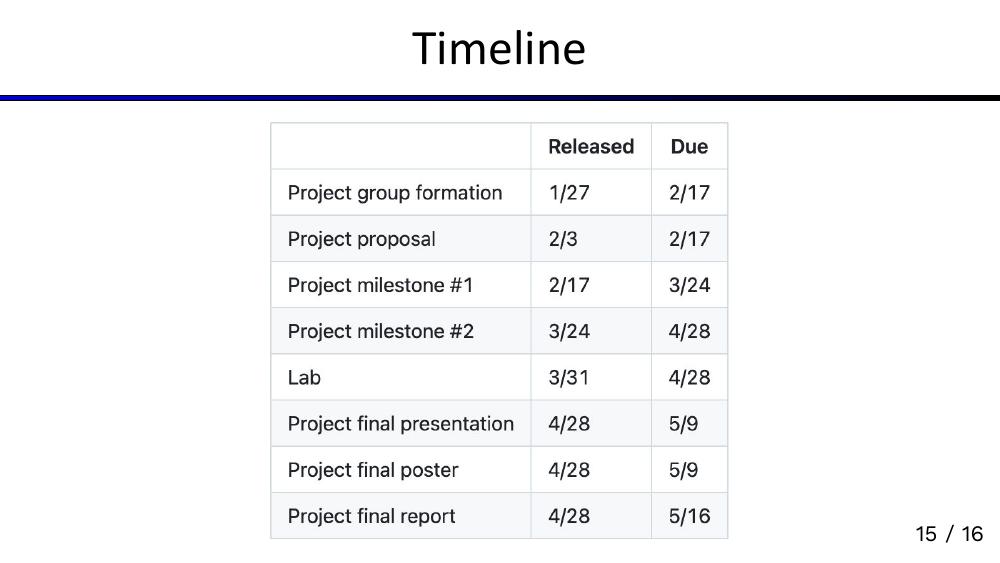 Timeline
Released Due
Project group formation 1/27 2/17
Project proposal 2/3 2/17
Project milestone #1 2/17 3/24
Project milestone #2 3/24 4/28
Lab 3/31 4/28
Project final presentation 4/28 5/9
Project final poster 4/28 5/9
Project final report 4/28 5/16
15 / 16